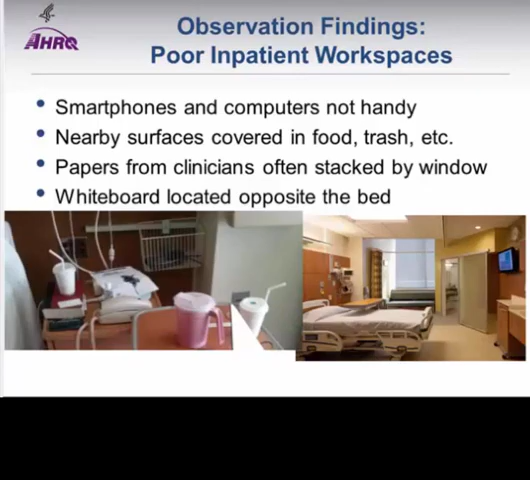 AHRQ
Observation Findings:
Poor Inpatient Workspaces
• Smartphones and computers not handy
• Nearby surfaces covered in food, trash, etc.
• Papers from clinicians often stacked by window
• Whiteboard located opposite the bed